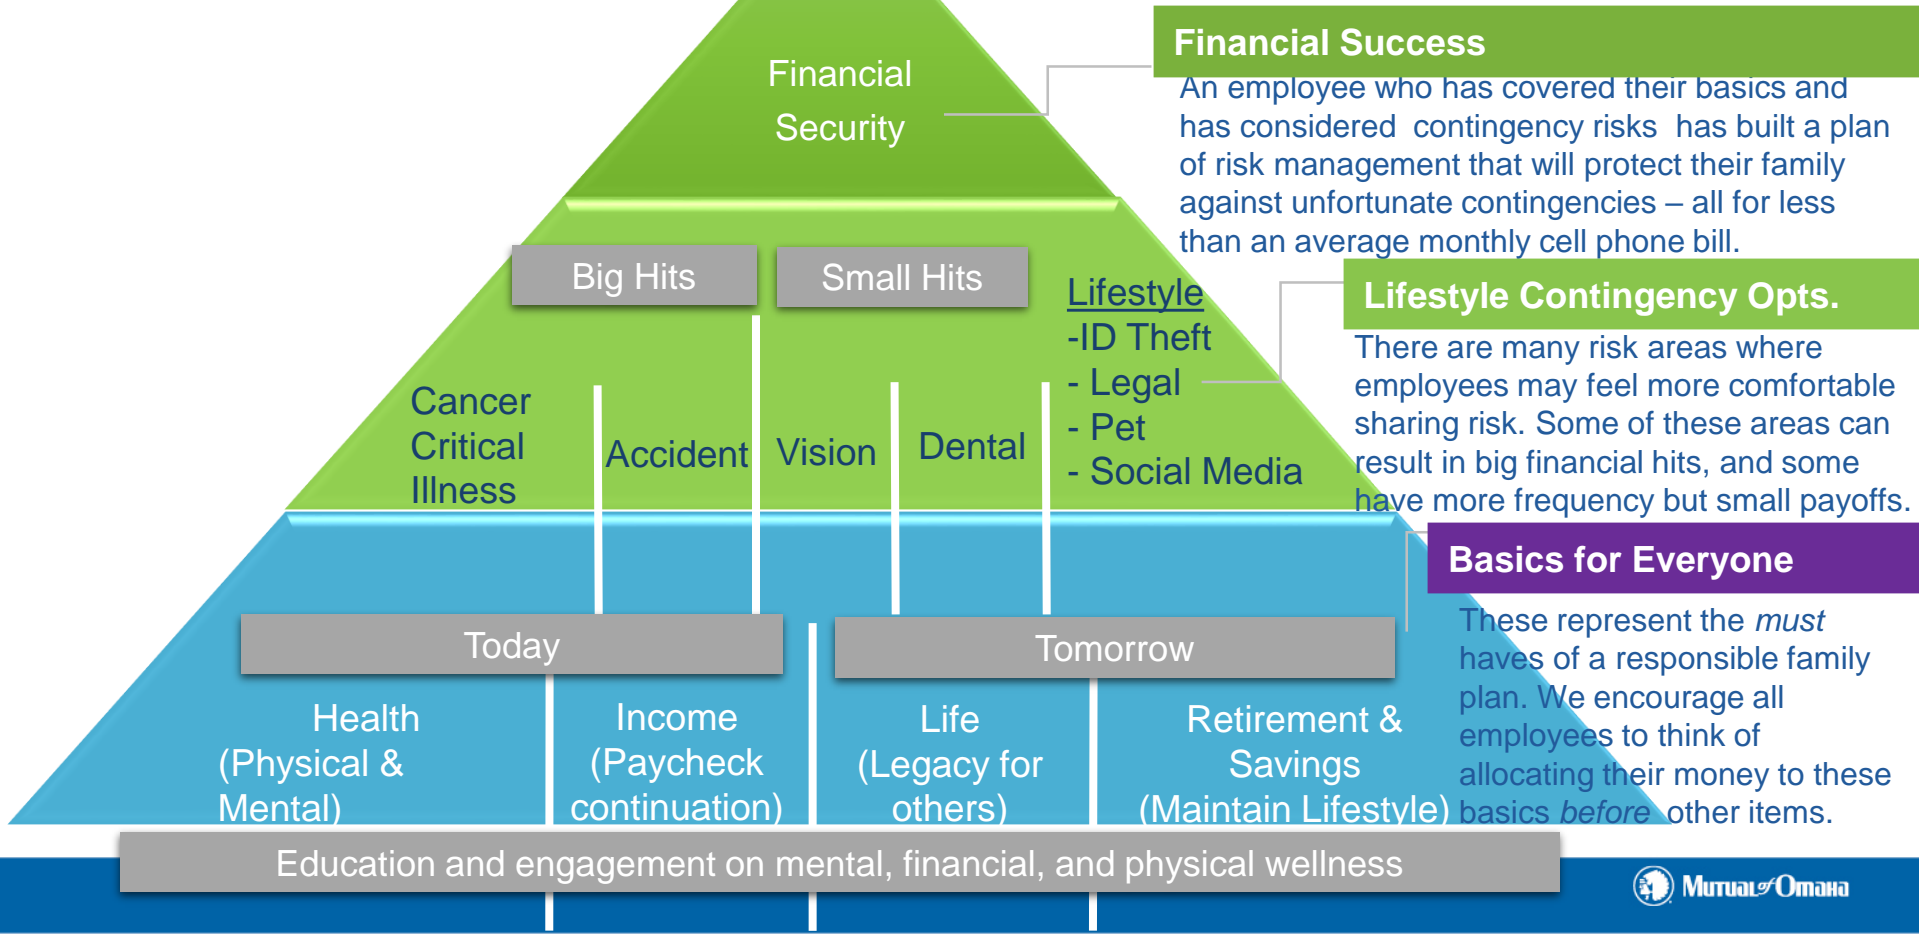 Financial
Security
Financial Success
An employee who has covered their basics and
has considered contingency risks has built a plan
of risk management that will protect their family
against unfortunate contingencies – all for less
than an average monthly cell phone bill.
Big Hits
Small Hits
Cancer
Critical
Illness
Accident
Vision
Dental
Lifestyle
-ID Theft
- Legal
- Pet
- Social Media
Lifestyle Contingency Opts.
There are many risk areas where
employees may feel more comfortable
sharing risk. Some of these areas can
result in big financial hits, and some
have more frequency but small payoffs.
Today
Tomorrow
Health
(Physical &
Mental)
Income
(Paycheck
continuation)
Life
(Legacy for
others)
Retirement &
Savings
(Maintain Lifestyle)
Basics for Everyone
These represent the must
haves of a responsible family
plan. We encourage all
employees to think of
allocating their money to these
basics before other items.
Education and engagement on mental, financial, and physical wellness
Mutual of Omaha